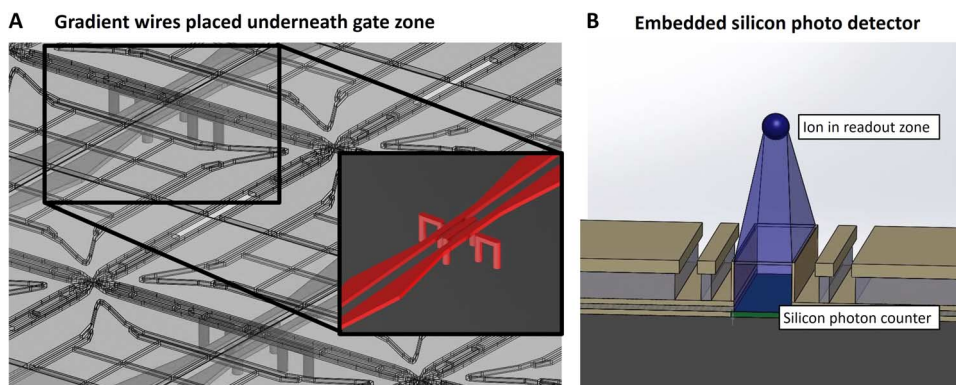 A Gradient wires placed underneath gate zone
B Embedded silicon photo detector
Ion in readout zone
Silicon photon counter